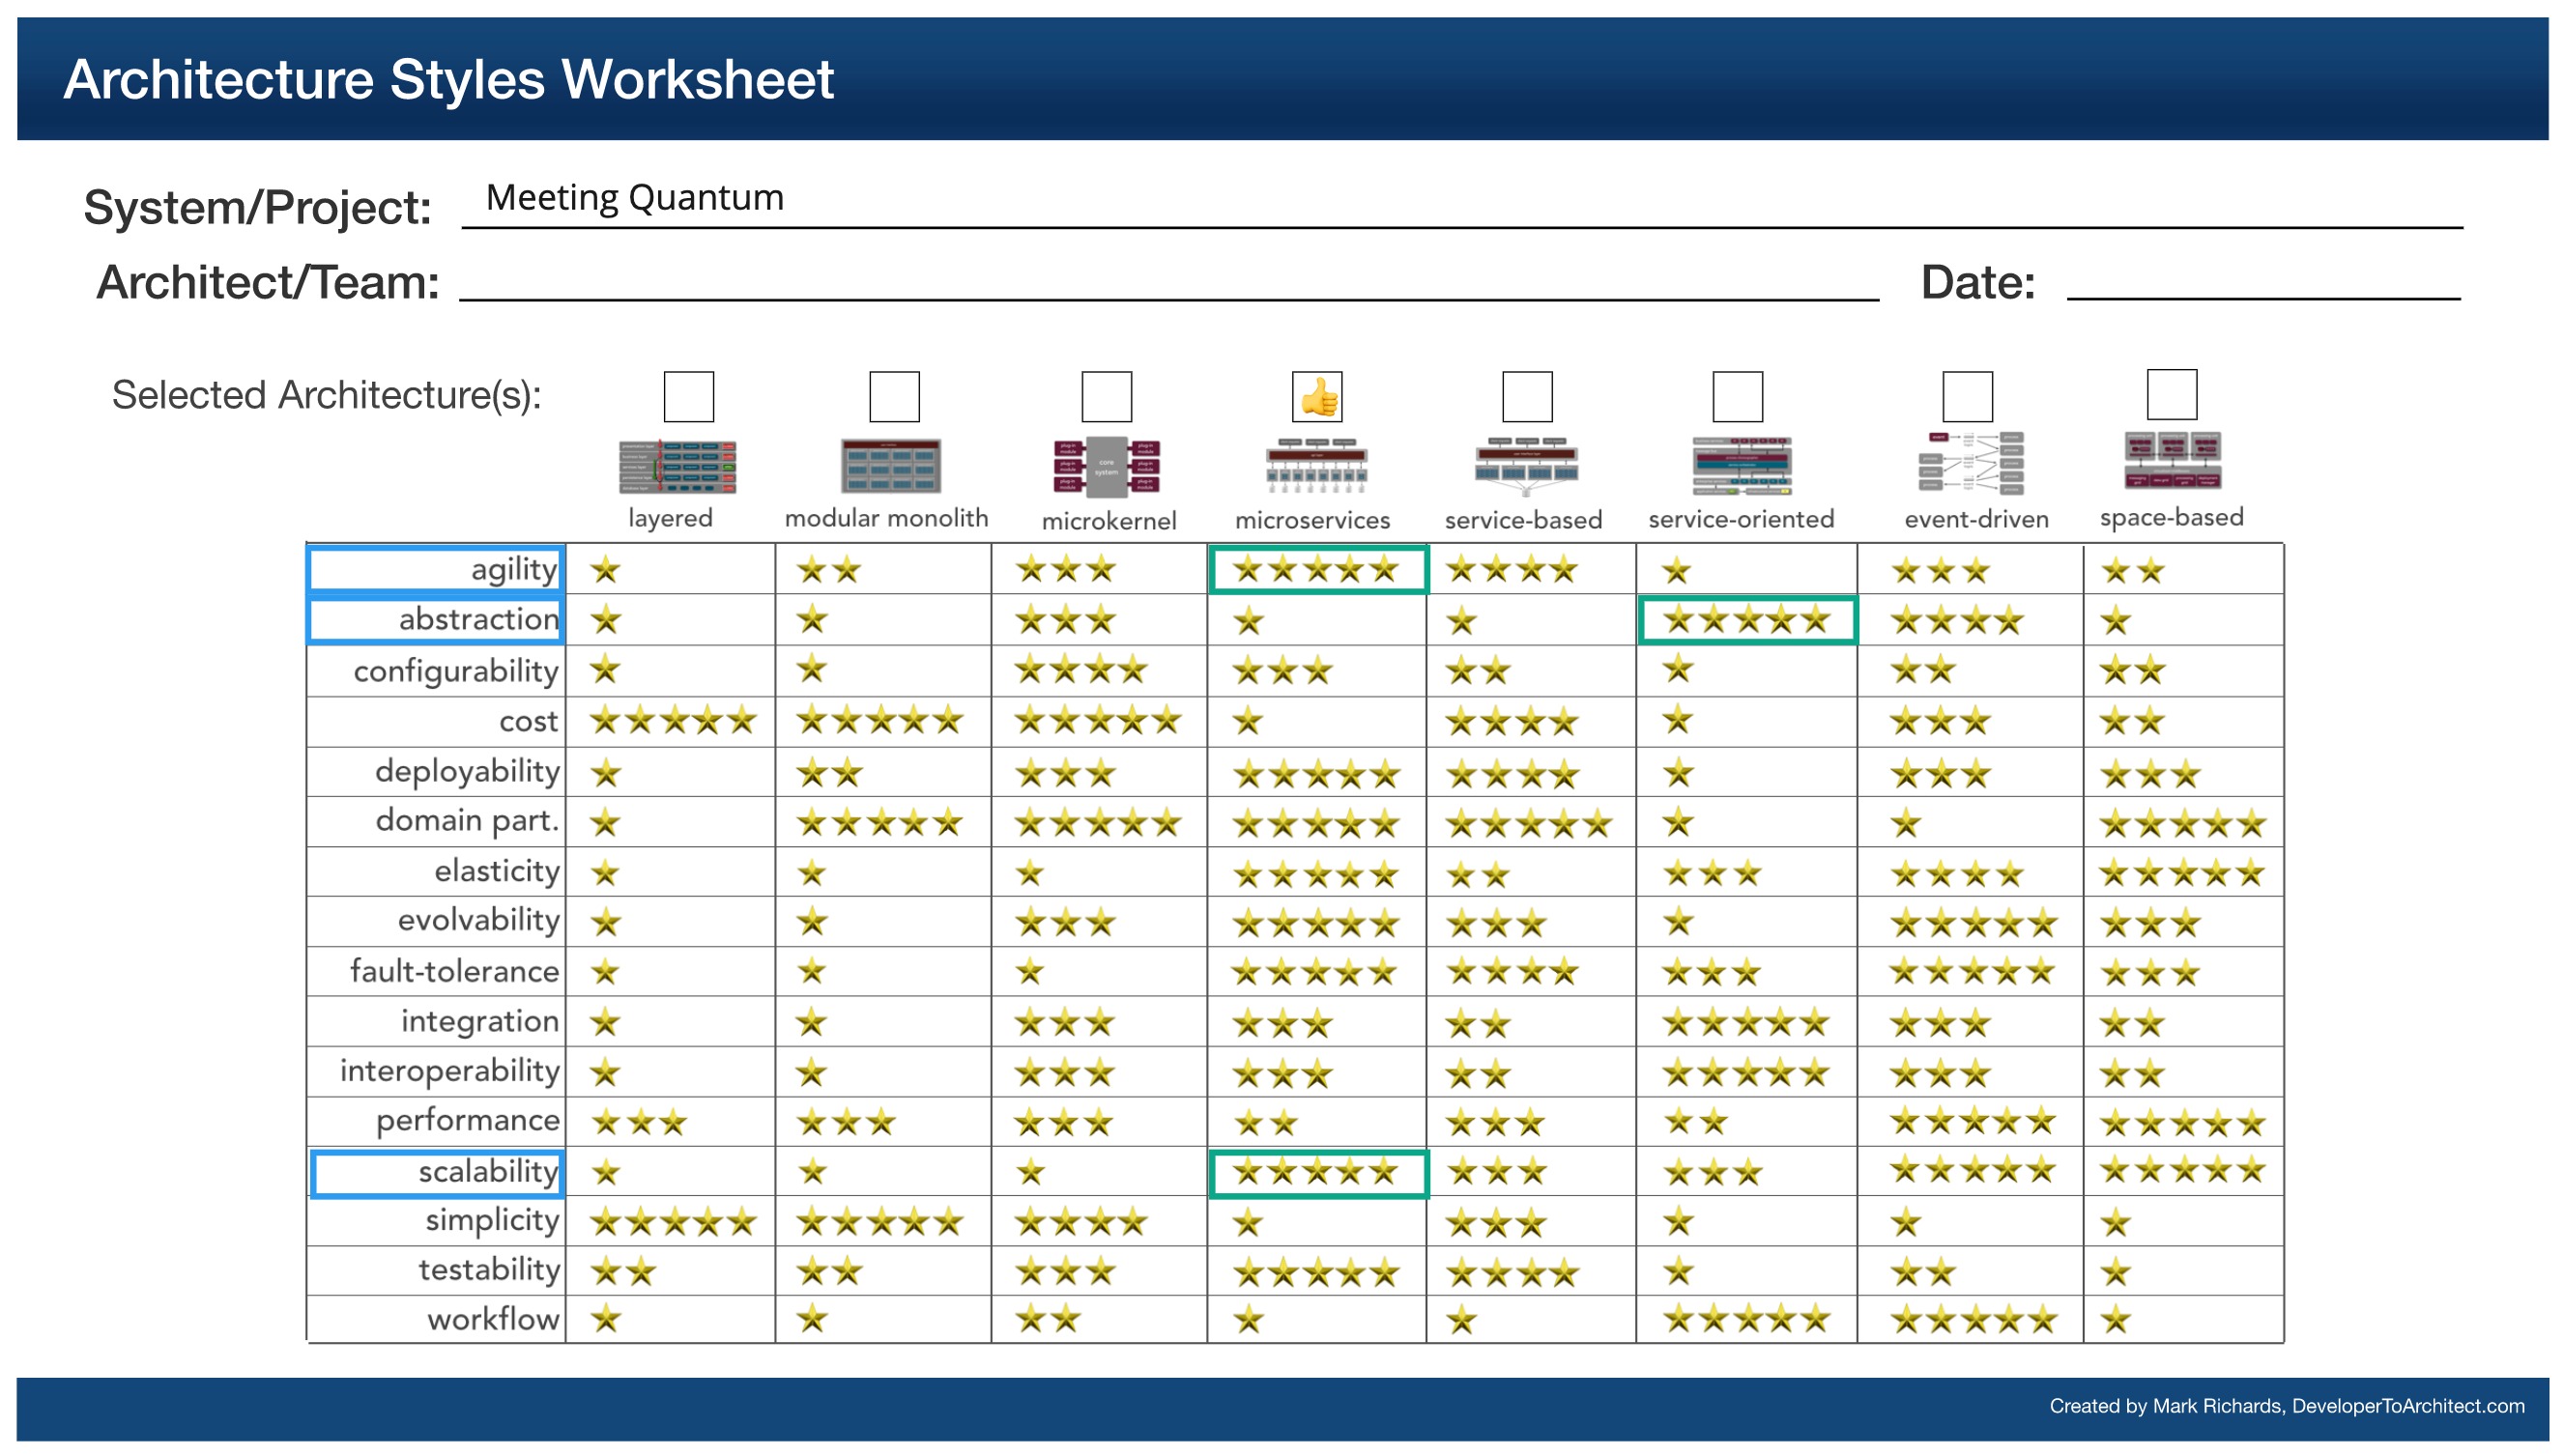 Architecture Styles Worksheet
System/Project: Meeting Quantum
Architect/Team: Date:
Selected Architecture(s): 👍
core system
layered modular monolith microkernel microservices service-based service-oriented event-driven space-based
agility
abstraction
configurability
cost
deployability
domain part.
elasticity
evolvability
fault-tolerance
integration
interoperability
performance
scalability
simplicity
testability
workflow
Created by Mark Richards, DeveloperToArchitect.com